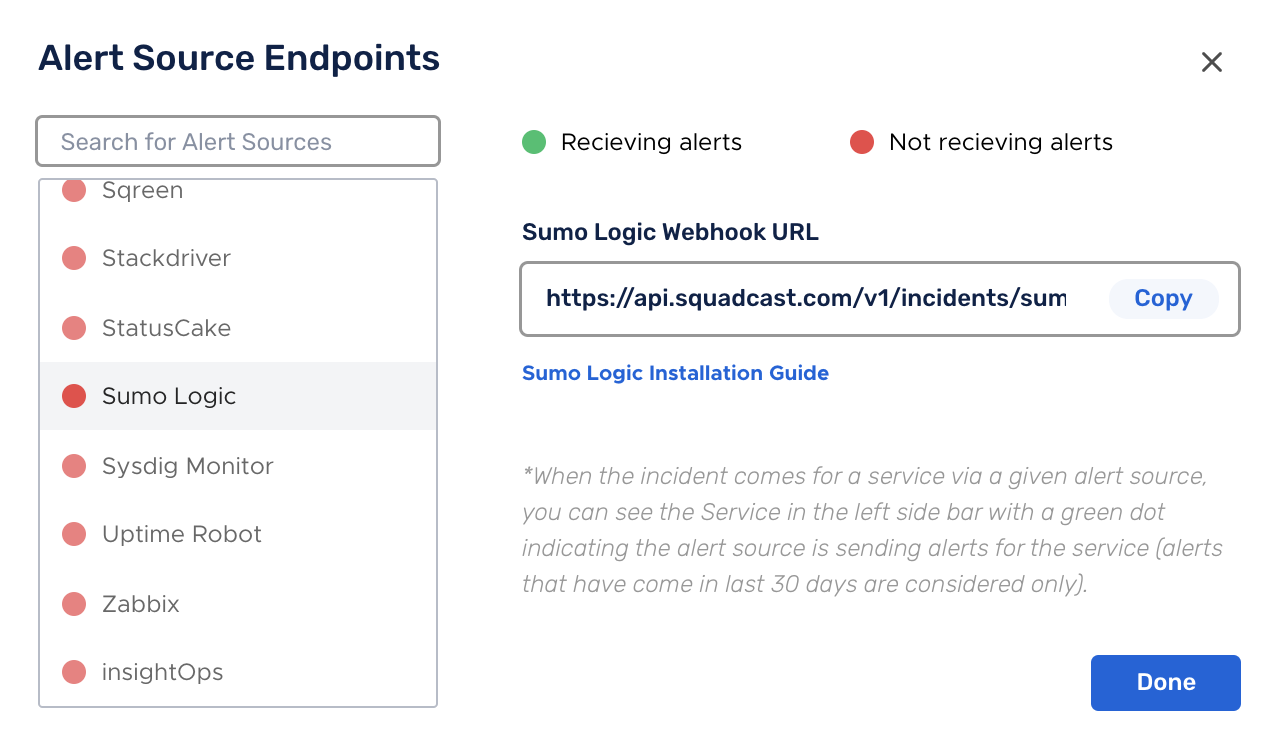 Alert Source Endpoints
Search for Alert Sources
Sqreen
Stackdriver
StatusCake
Sumo Logic
Sysdig Monitor
Uptime Robot
Zabbix
insightOps
Recieving alerts
Not recieving alerts
Sumo Logic Webhook URL
https://api.squadcast.com/v1/incidents/sum
Copy
Sumo Logic Installation Guide
*When the incident comes for a service via a given alert source,
you can see the Service in the left side bar with a green dot
indicating the alert source is sending alerts for the service (alerts
that have come in last 30 days are considered only).
Done